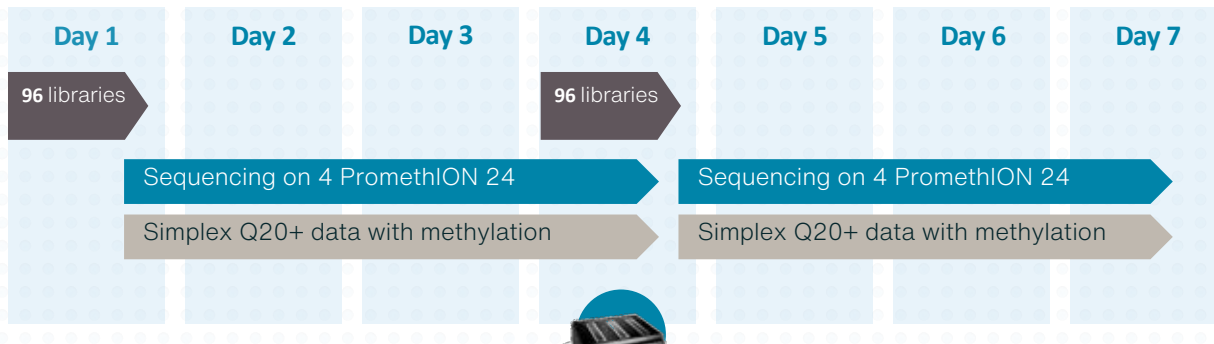 Day 1 Day 2 Day 3 Day 4 Day 5 Day 6 Day 7
96 libraries 96 libraries
Sequencing on 4 PromethION 24 Sequencing on 4 PromethION 24
Simplex Q20+ data with methylation Simplex Q20+ data with methylation